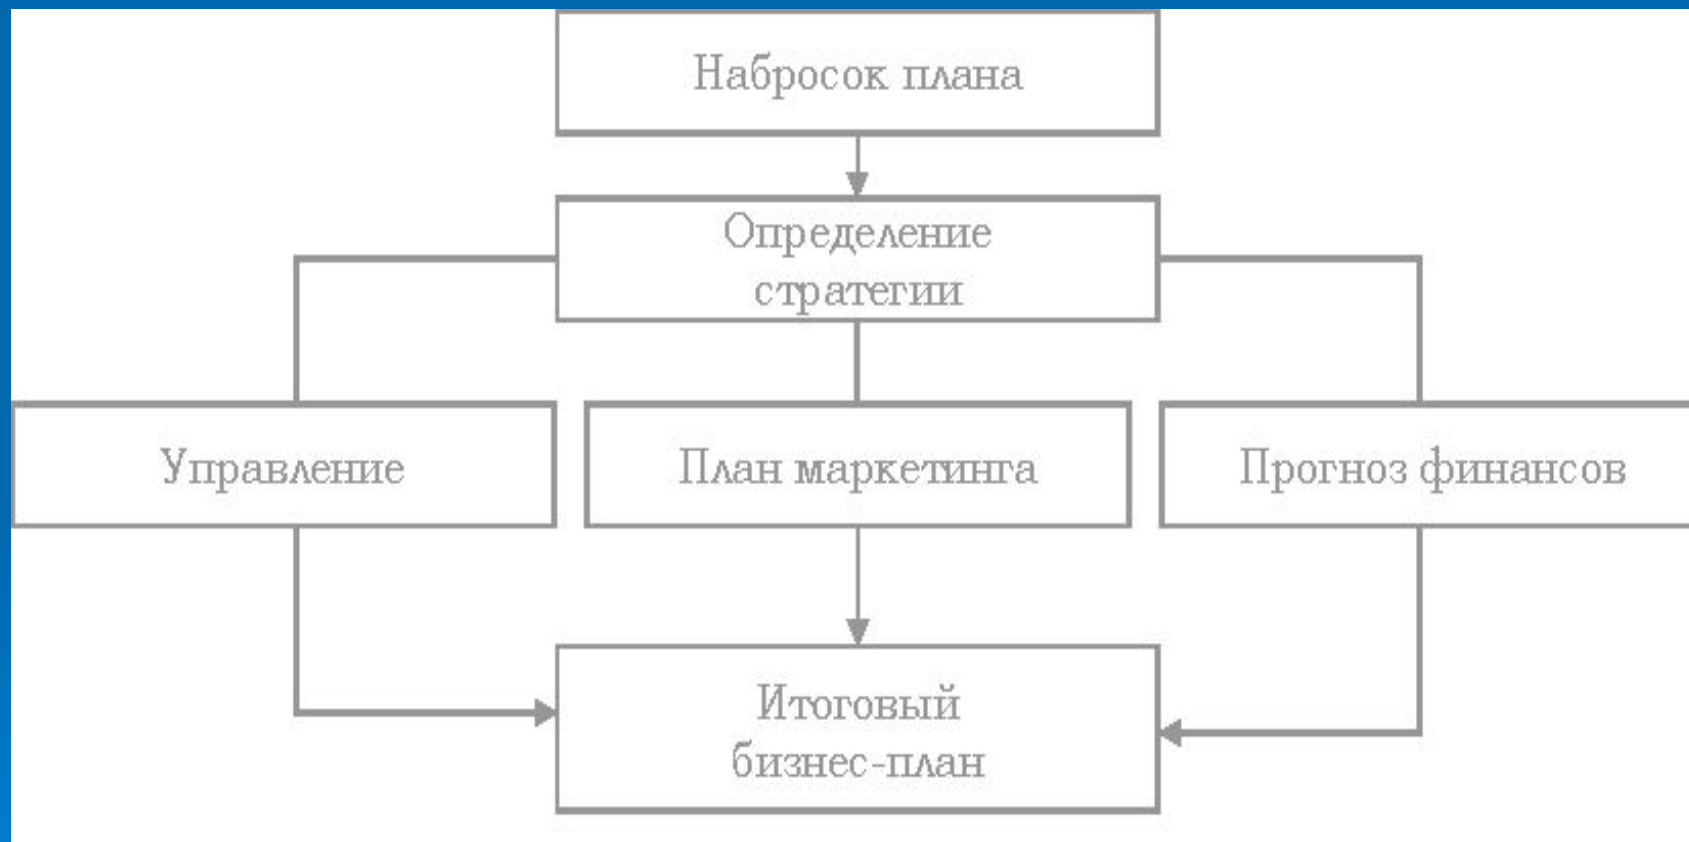 Набросок плана
Определение
стратегии
Управление
План маркетинга
Прогноз финансов
Итоговый
бизнес-план